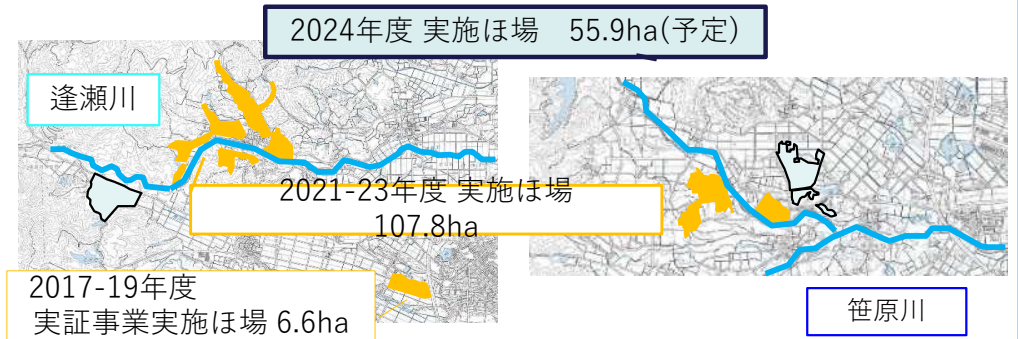 2024年度 実施ほ場　55.9ha(予定)
逢瀬川
2021-23年度 実施ほ場
107.8ha
2017-19年度
実証事業実施ほ場 6.6ha
笹原川